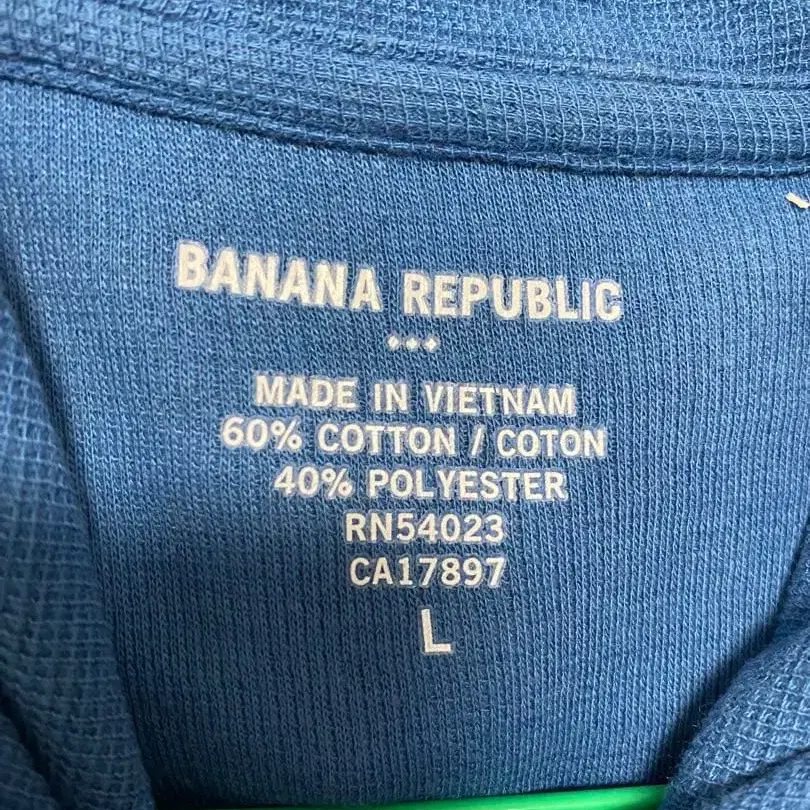 BANANA REPUBLIC
MADE IN VIETNAM
60% COTTON / COTON
40% POLYESTER
RN54023
CA17897
L